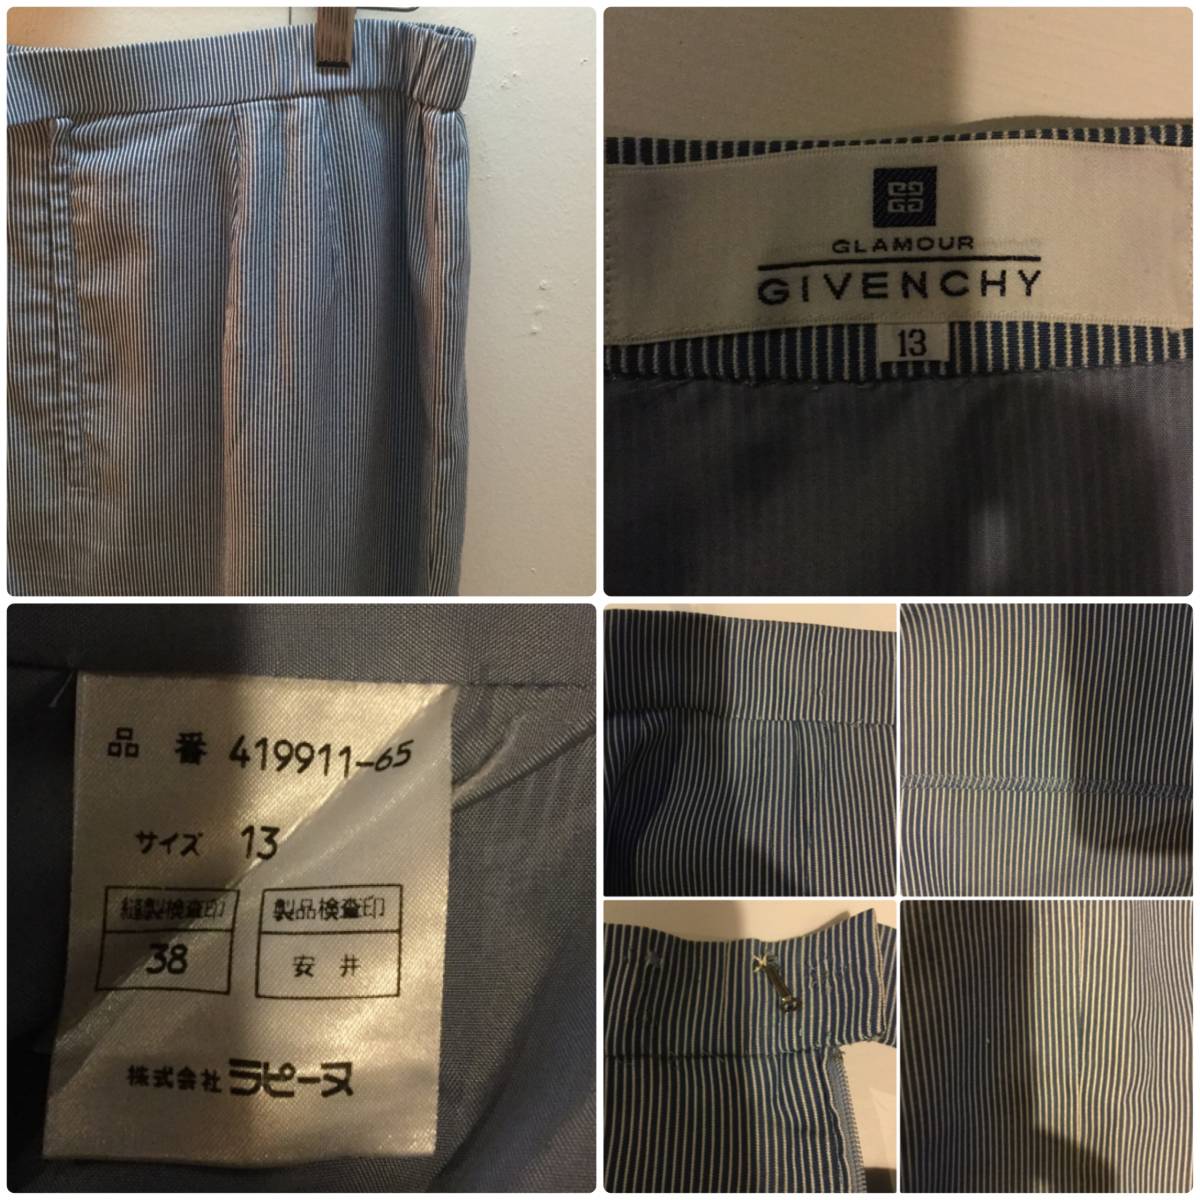 GLAMOUR
GIVENCHY
13
品番 419911-65
サイズ 13
縫製検査印 製品検査印
38 安井
株式会社 ラピーヌ